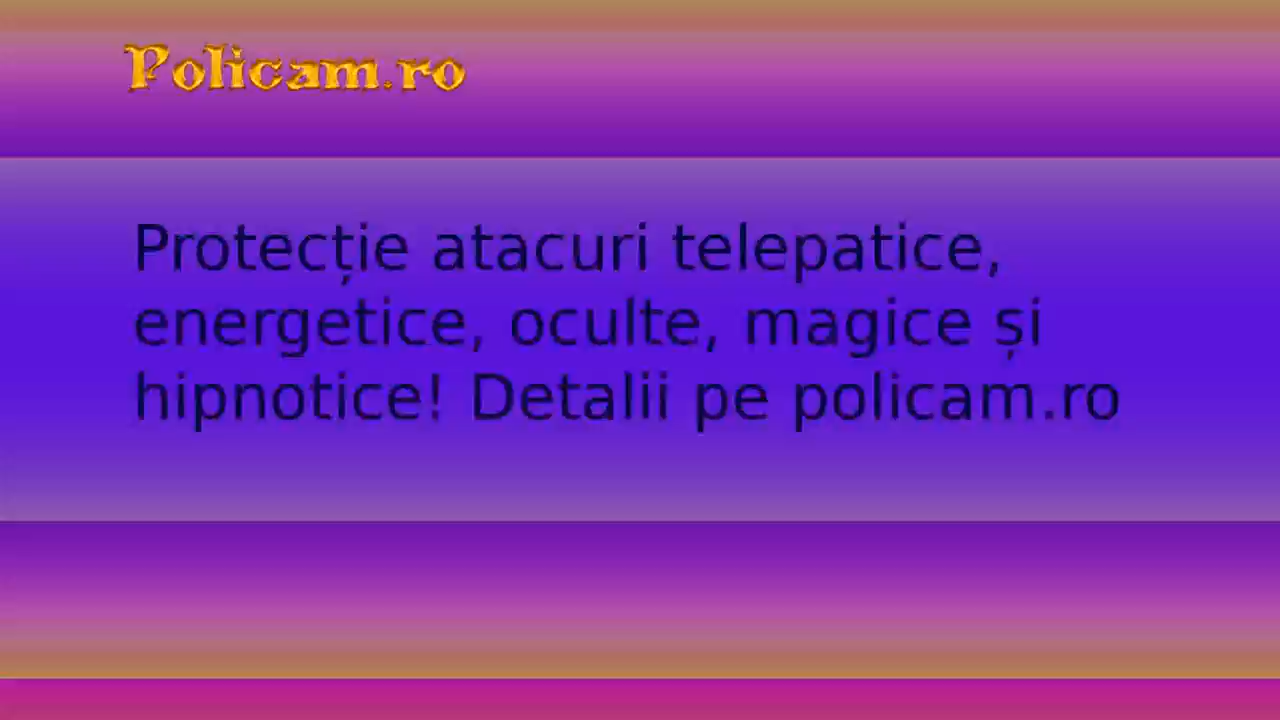 Policam.ro
Protecție atacuri telepatice,
energetice, oculte, magice și
hipnotice! Detalii pe policam.ro